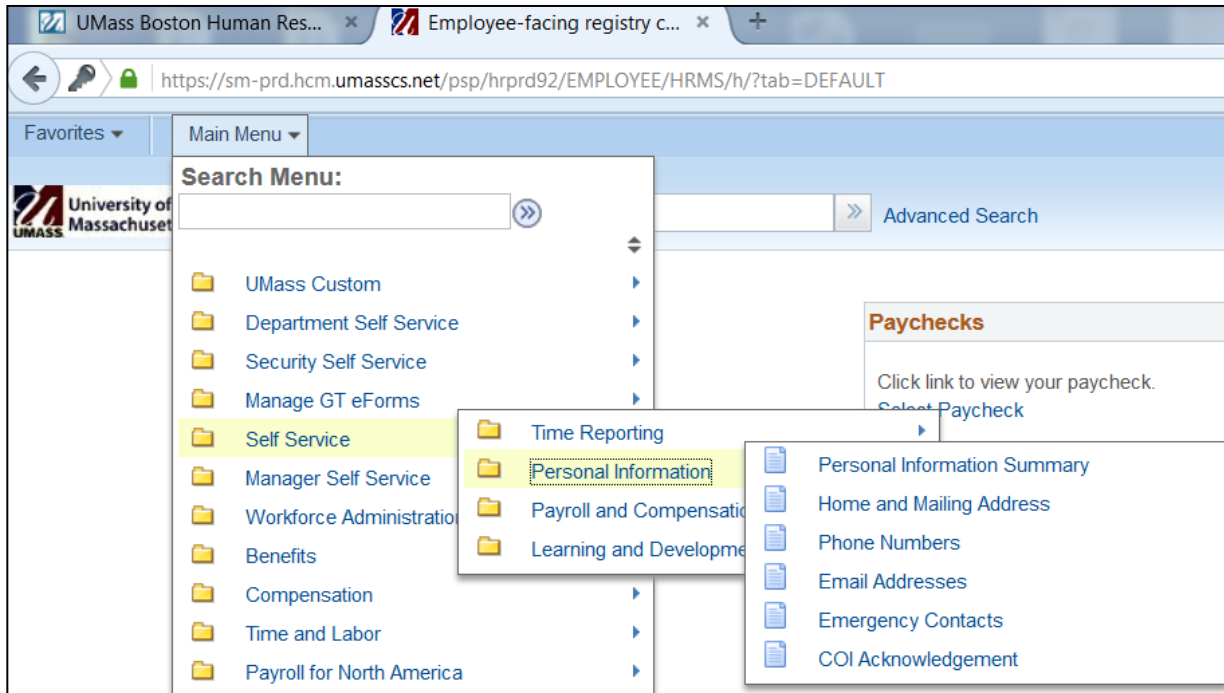 UMass Boston Human Res...
Employee-facing registry c...
https://sm-prd.hcm.umasscs.net/psp/hrprd92/EMPLOYEE/HRMS/h/?tab=DEFAULT
Favorites
Main Menu
Search Menu:
University of
Massachuset
UMASS
Advanced Search
UMass Custom
Department Self Service
Security Self Service
Manage GT eForms
Self Service
Manager Self Service
Workforce Administration
Benefits
Compensation
Time and Labor
Payroll for North America
Time Reporting
Personal Information
Payroll and Compensatio
Learning and Developme
Personal Information Summary
Home and Mailing Address
Phone Numbers
Email Addresses
Emergency Contacts
COI Acknowledgement
Paychecks
Click link to view your paycheck.
Select Paycheck